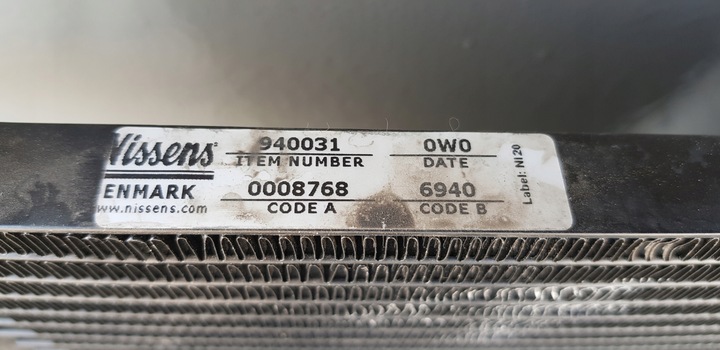 Nissens 940031 0W0
ITEM NUMBER DATE
ENMARK 0008768 6940
www.nissens.com CODE A CODE B
Label: NI 20